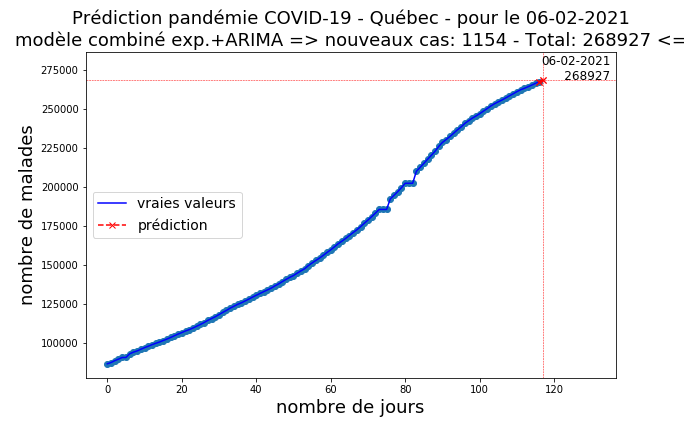 Prédiction pandémie COVID-19 - Québec - pour le 06-02-2021
modèle combiné exp.+ARIMA => nouveaux cas: 1154 - Total: 268927 <=
06-02-2021
268927
275000
250000
225000
200000
175000
150000
125000
100000
nombre de malades
vraies valeurs
prédiction
0 20 40 60 80 100 120
nombre de jours